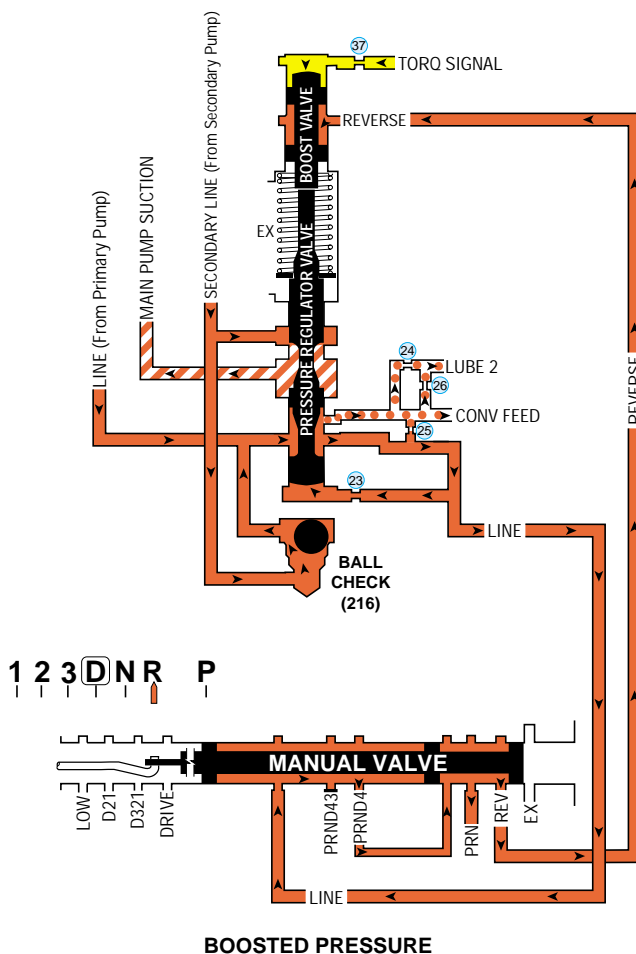 37
TORQ SIGNAL
REVERSE
BOOST VALVE
EX
PRESSURE REGULATOR VALVE
SECONDARY LINE (From Secondary Pump)
MAIN PUMP SUCTION
LINE (From Primary Pump)
24
LUBE 2
26
CONV FEED
25
23
LINE
REVERSE
BALL
CHECK
(216)
1 2 3 D N R P
MANUAL VALVE
LOW
D21
D321
DRIVE
PRND43
PRND4
PRN
REV
EX
LINE
BOOSTED PRESSURE